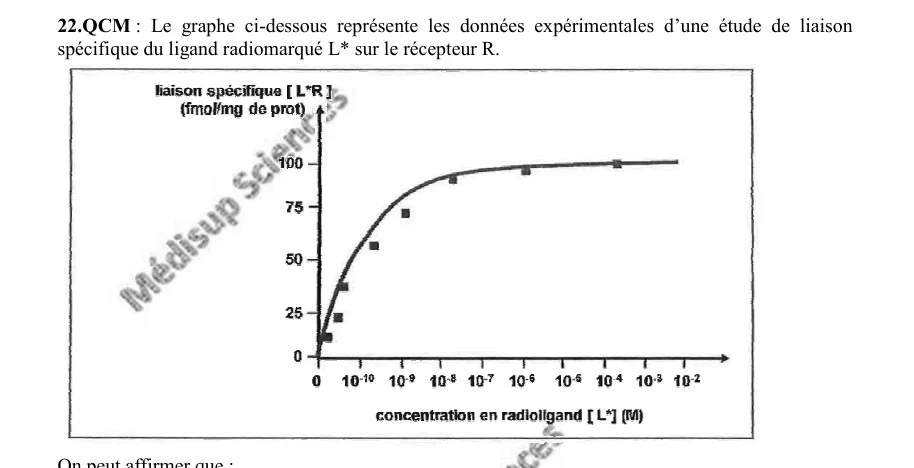 22.QCM : Le graphe ci-dessous représente les données expérimentales d'une étude de liaison
spécifique du ligand radiomarqué L* sur le récepteur R.
liaison spécifique [ L*R ]
(fmol/mg de prot)
100
75
50
25
0
0 10⁻¹⁰ 10⁻⁹ 10⁻⁸ 10⁻⁷ 10⁻⁶ 10⁻⁵ 10⁻⁴ 10⁻³ 10⁻²
concentration en radioligand [ L*] (M)
Médisup Sciences
On peut affirmer que :